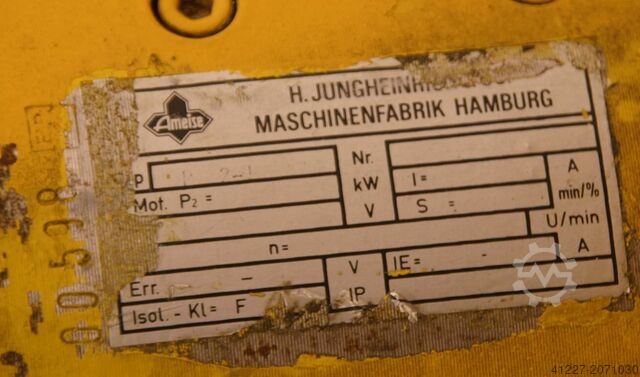 H. JUNGHEINRICH
MASCHINENFABRIK HAMBURG
Ameise
p Nr. A
Mot. P2 = kW I= min/%
V S = U/min
n= A
Err. - V IE= -
Isol. - Kl= F IP
41227-2071030